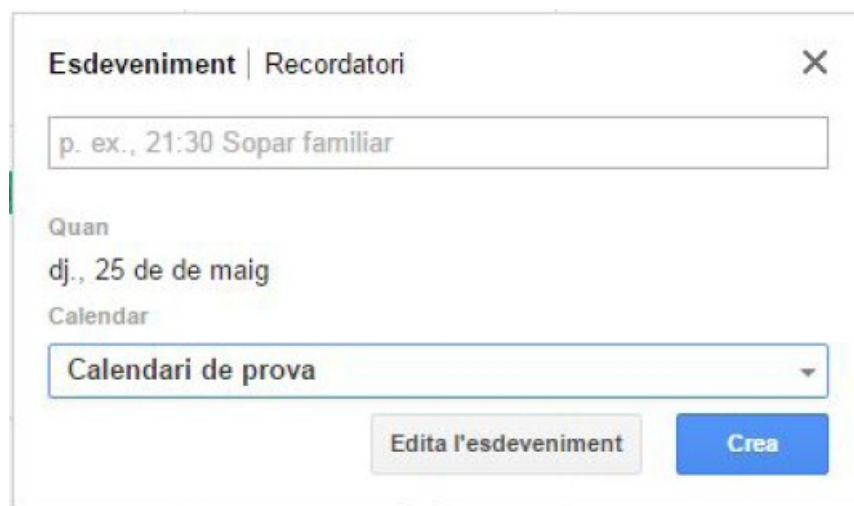 Esdeveniment | Recordatori
p. ex., 21:30 Sopar familiar
Quan
dj., 25 de de maig
Calendar
Calendari de prova
Edita l'esdeveniment Crea